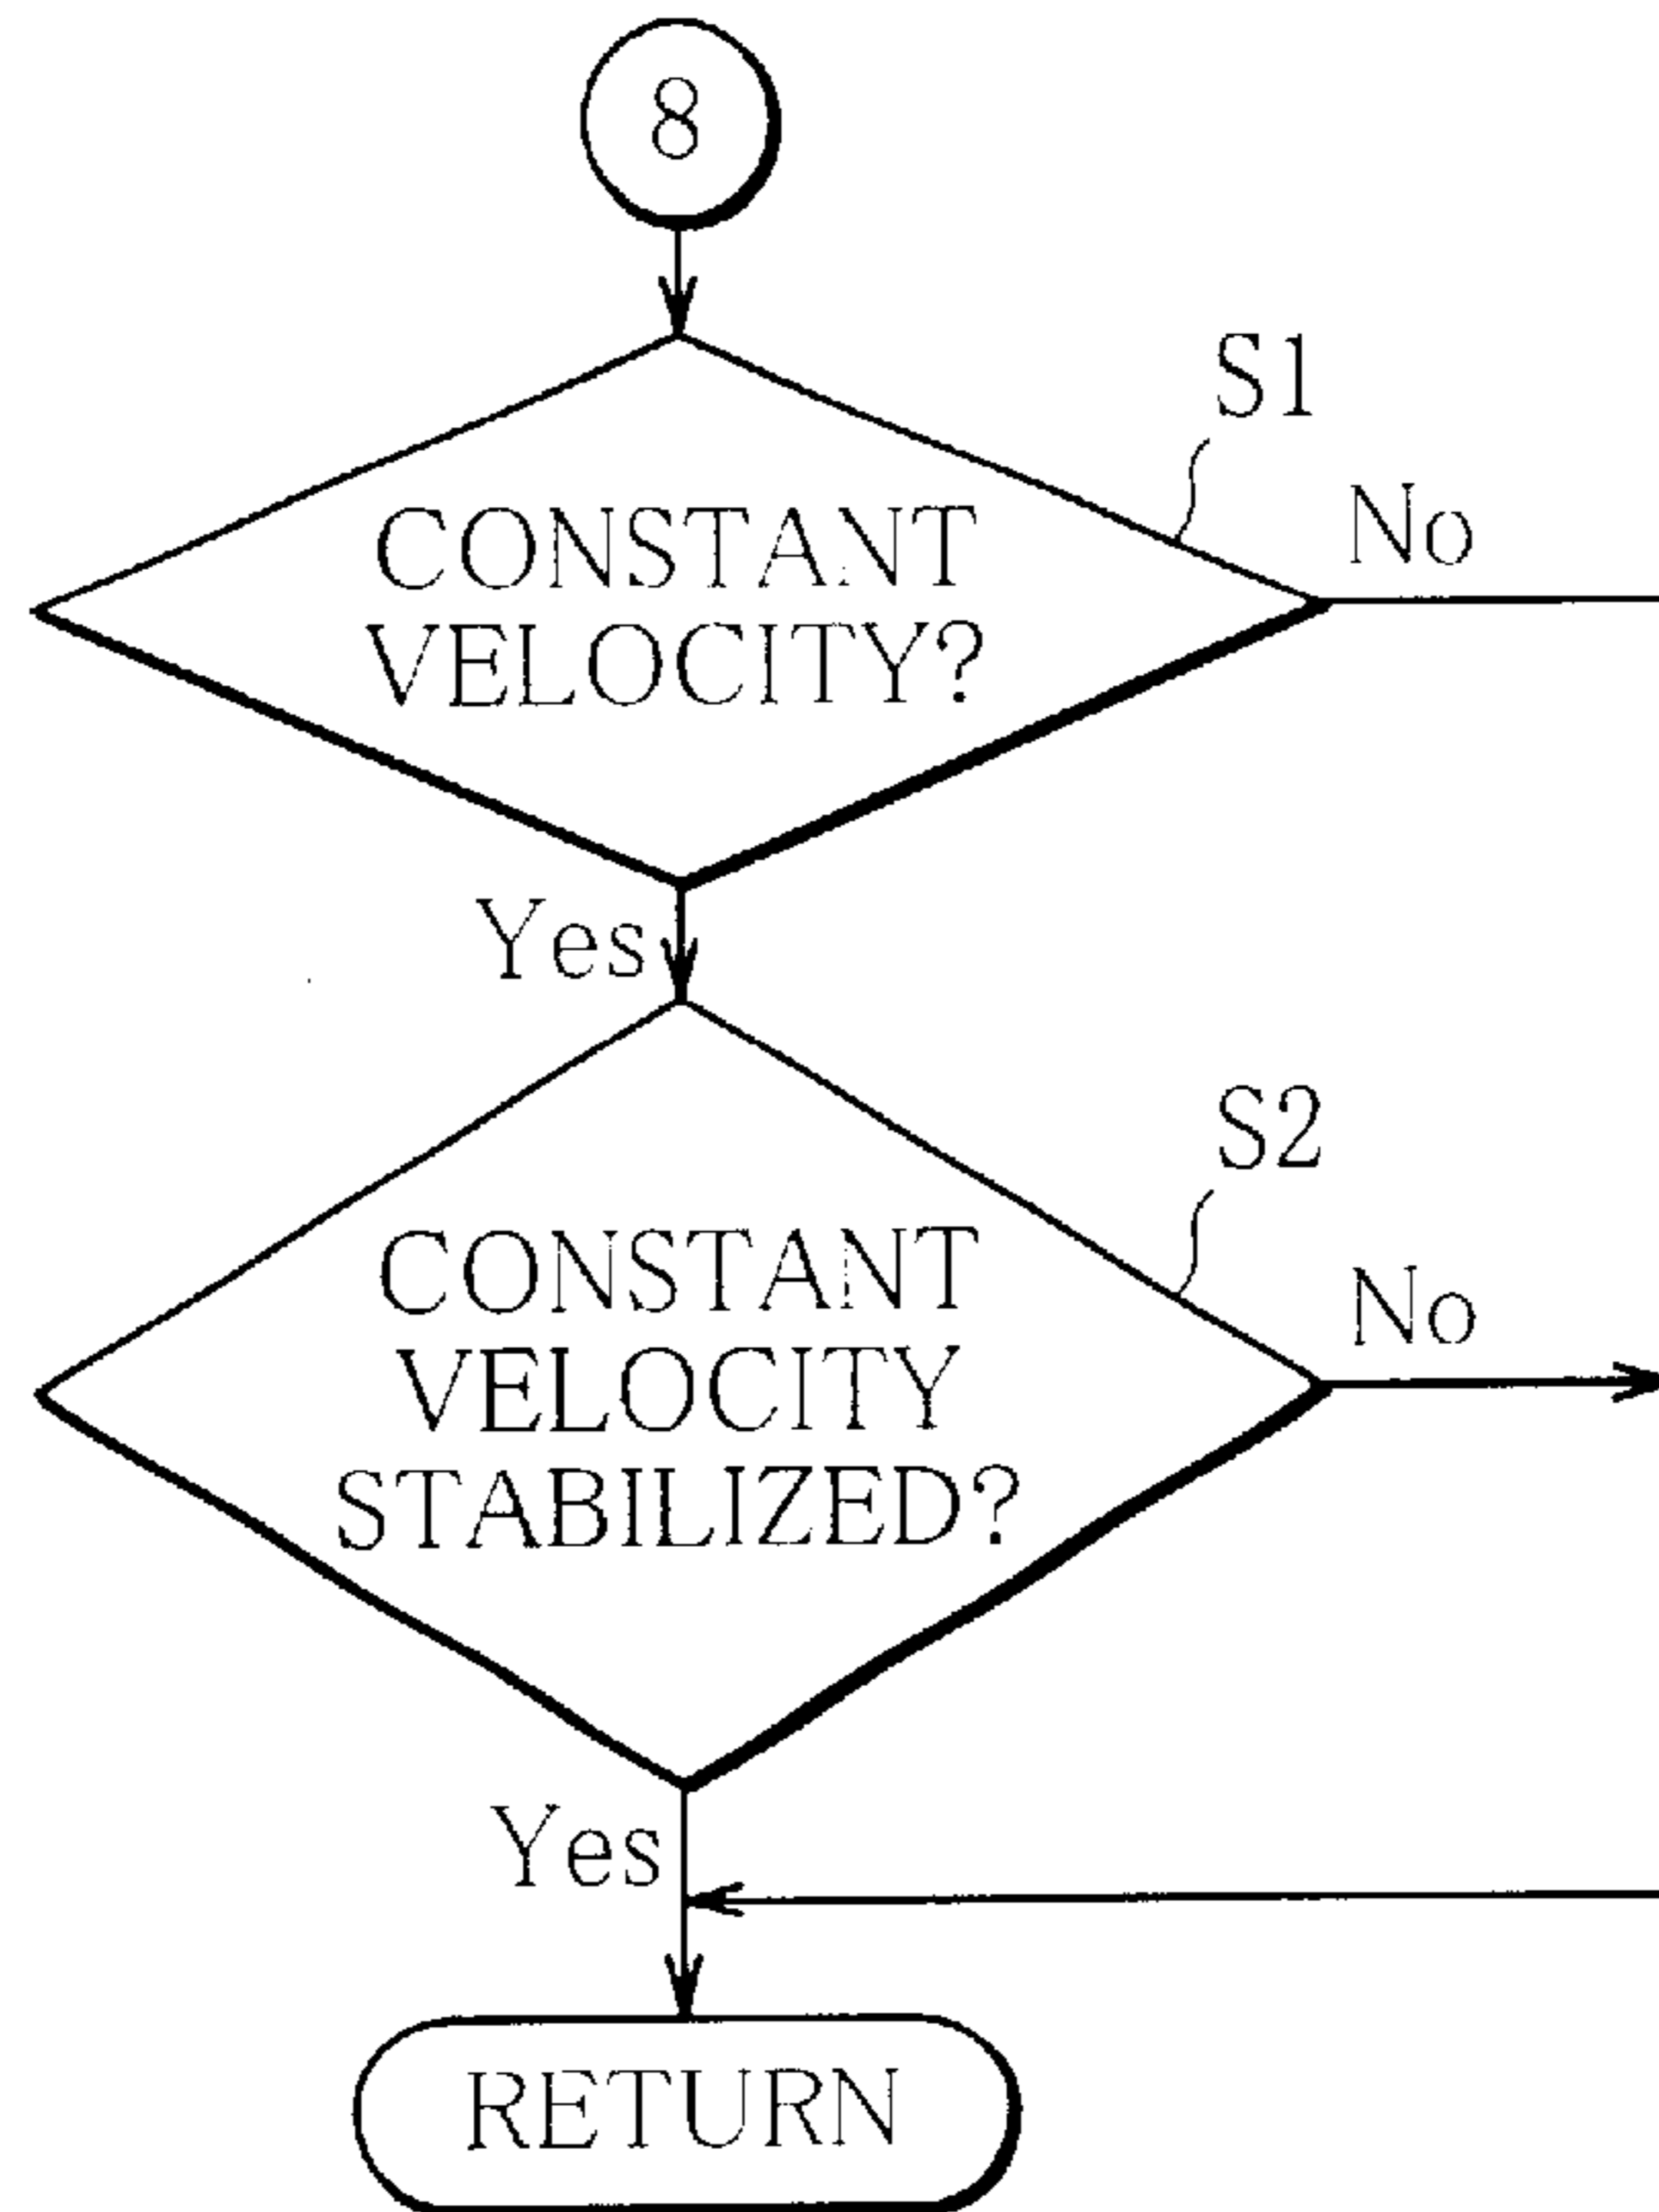 8
S1
No
CONSTANT
VELOCITY?
Yes
S2
No
CONSTANT
VELOCITY
STABILIZED?
Yes
RETURN